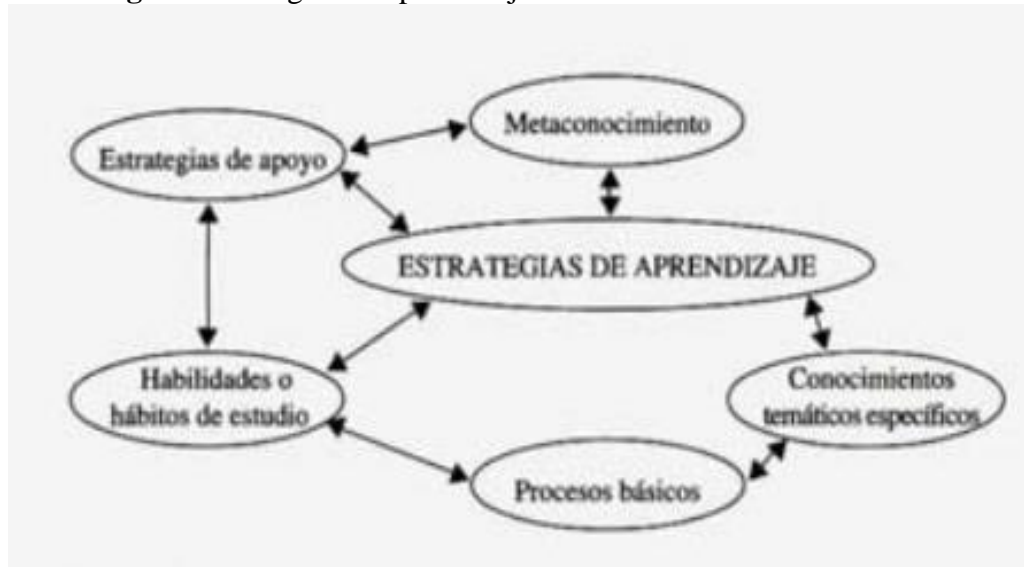 Metaconocimiento
Estrategias de apoyo
ESTRATEGIAS DE APRENDIZAJE
Habilidades o
hábitos de estudio
Conocimientos
temáticos específicos
Procesos básicos